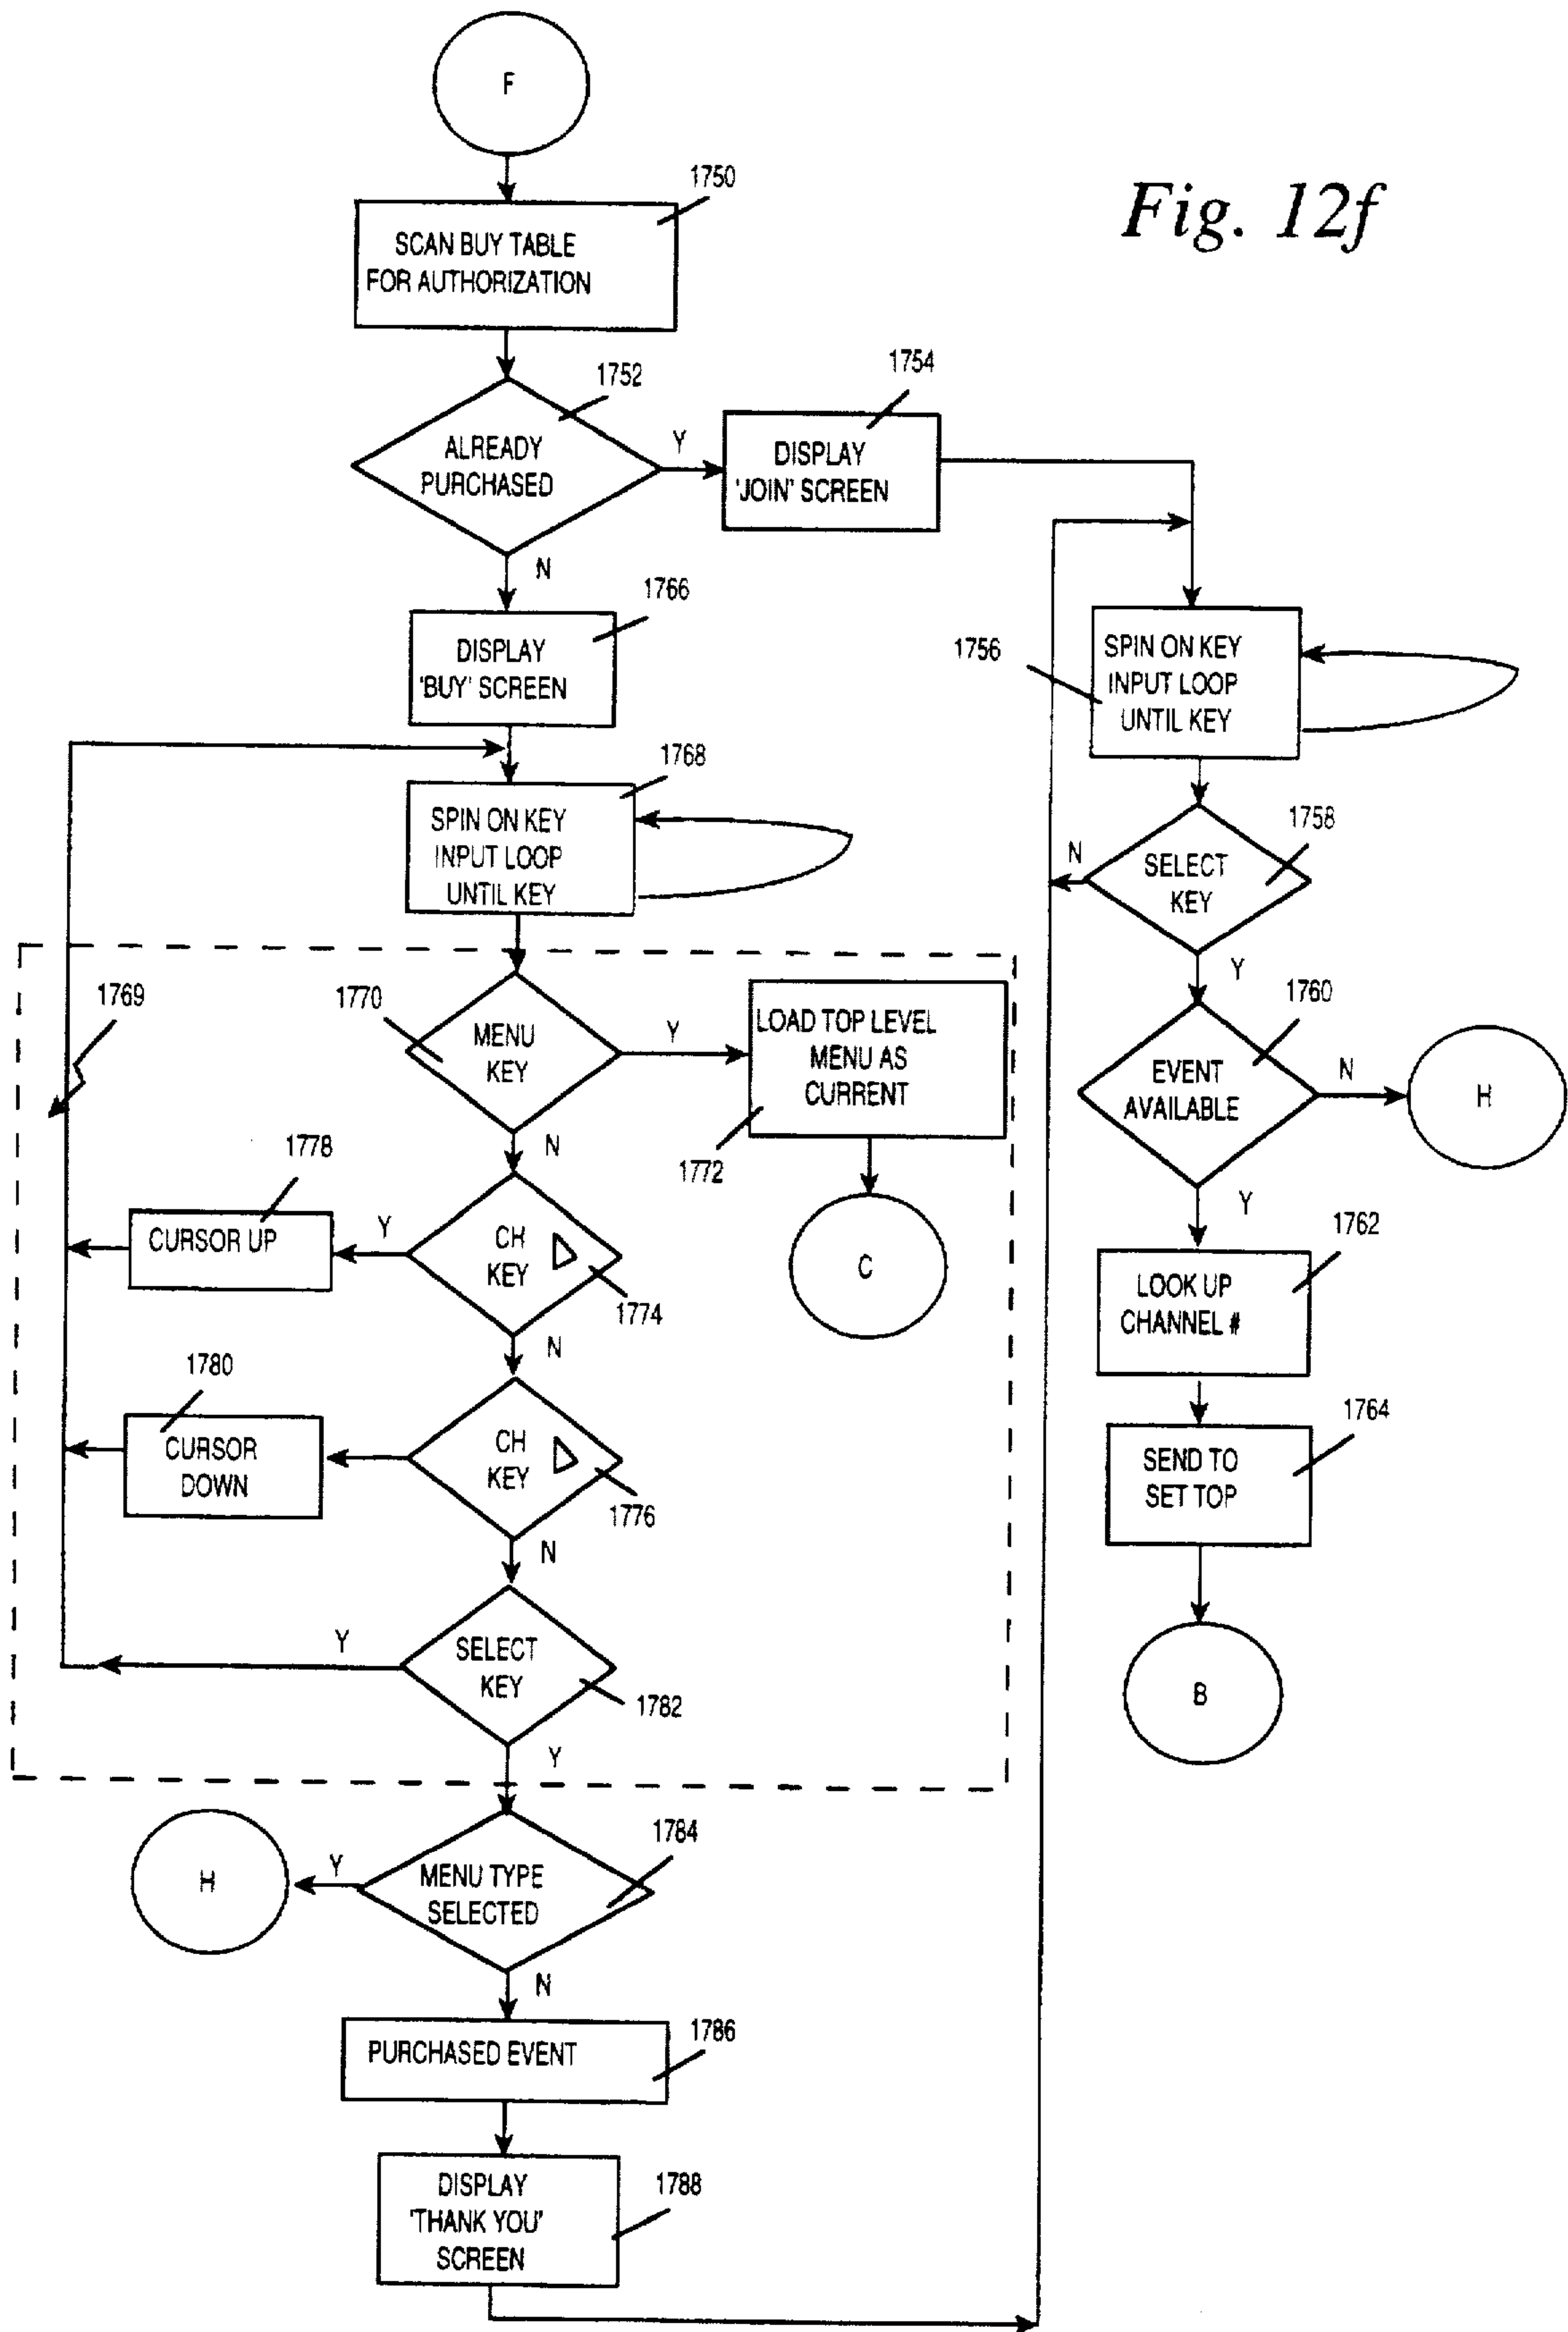 F
Fig. 12f
1750
SCAN BUY TABLE
FOR AUTHORIZATION
1752
ALREADY
PURCHASED
Y
N
1754
DISPLAY
'JOIN' SCREEN
1766
DISPLAY
'BUY' SCREEN
1756
SPIN ON KEY
INPUT LOOP
UNTIL KEY
1768
SPIN ON KEY
INPUT LOOP
UNTIL KEY
1758
N
SELECT
KEY
Y
1769
1770
MENU
KEY
Y
N
LOAD TOP LEVEL
MENU AS
CURRENT
1772
C
1760
EVENT
AVAILABLE
N
H
Y
1778
CURSOR UP
Y
CH
KEY
1774
N
1762
LOOK UP
CHANNEL #
1780
CURSOR
DOWN
CH
KEY
1776
N
1764
SEND TO
SET TOP
B
Y
SELECT
KEY
1782
Y
H
Y
1784
MENU TYPE
SELECTED
N
1786
PURCHASED EVENT
1788
DISPLAY
'THANK YOU'
SCREEN